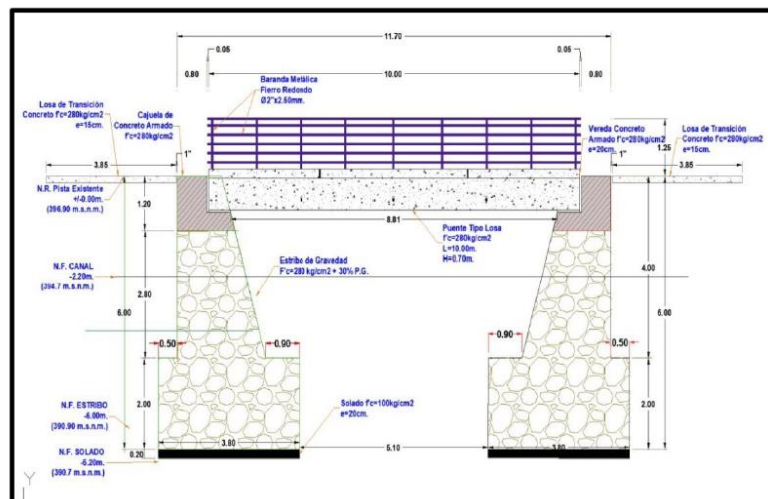 11.70
0.05
0.05
0.80
10.00
0.80
Baranda Metálica
Fierro Redondo
Ø2"x2.50mm.
Losa de Transición
Concreto f'c=280kg/cm2
e=15cm.
Cajuela de
Concreto Armado
f'c=280kg/cm2
Vereda Concreto
Armado f'c=280kg/cm2
e=20cm.
Losa de Transición
Concreto f'c=280kg/cm2
e=15cm.
1.25
3.85
1"
1"
3.85
N.R. Pista Existente
+/-0.00m.
(396.90 m.s.n.m.)
1.20
8.81
Puente Tipo Losa
f'c=280kg/cm2
L=10.00m.
H=0.70m.
Estribo de Gravedad
F'c=280 kg/cm2 + 30% P.G.
N.F. CANAL
-2.20m.
(394.7 m.s.n.m.)
2.80
4.00
6.00
6.00
0.50
0.90
0.90
0.50
N.F. ESTRIBO
-6.00m.
(390.90 m.s.n.m.)
2.00
2.00
Solado f'c=100kg/cm2
e=20cm.
3.80
5.10
3.80
N.F. SOLADO
-6.20m.
(390.7 m.s.n.m.)
0.20
Y